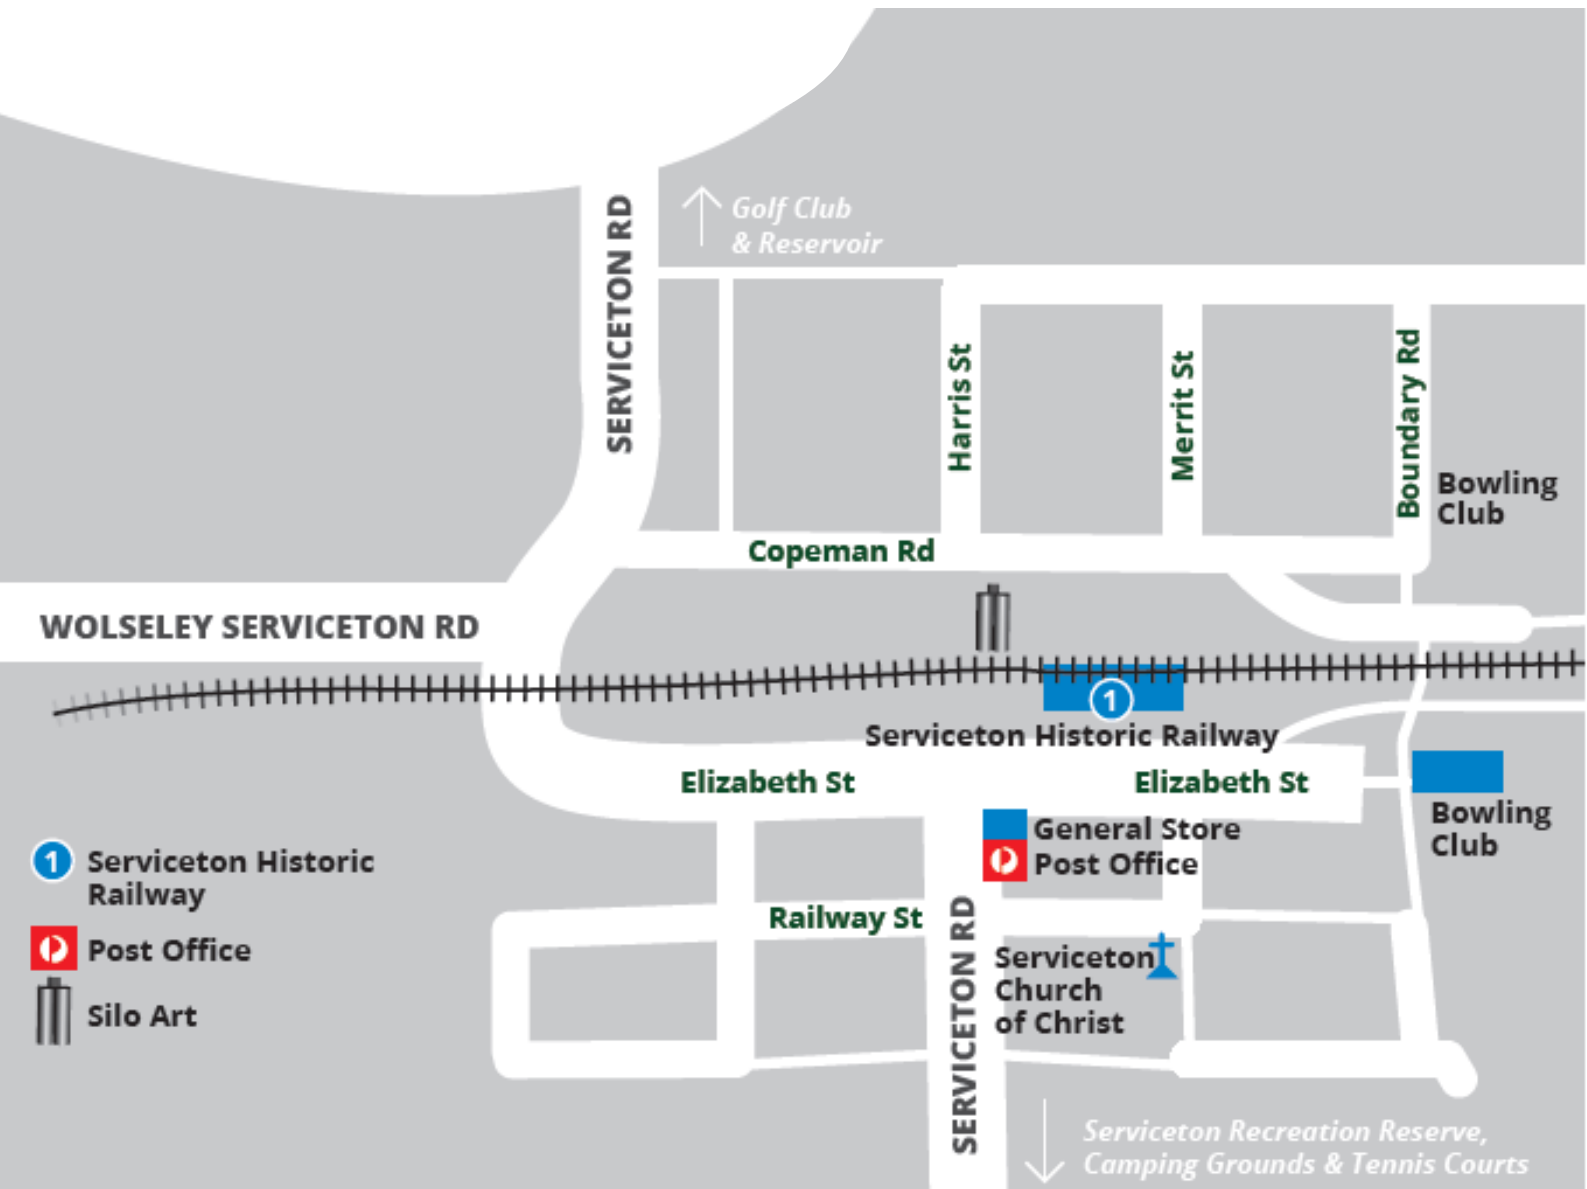 SERVICETON RD
Golf Club
& Reservoir
Harris St
Merrit St
Boundary Rd
Bowling
Club
Copeman Rd
WOLSELEY SERVICETON RD
1
Serviceton Historic Railway
Elizabeth St
Elizabeth St
Bowling
Club
General Store
Post Office
1 Serviceton Historic
Railway
Post Office
Silo Art
Railway St
SERVICETON RD
Serviceton
Church
of Christ
Serviceton Recreation Reserve,
Camping Grounds & Tennis Courts